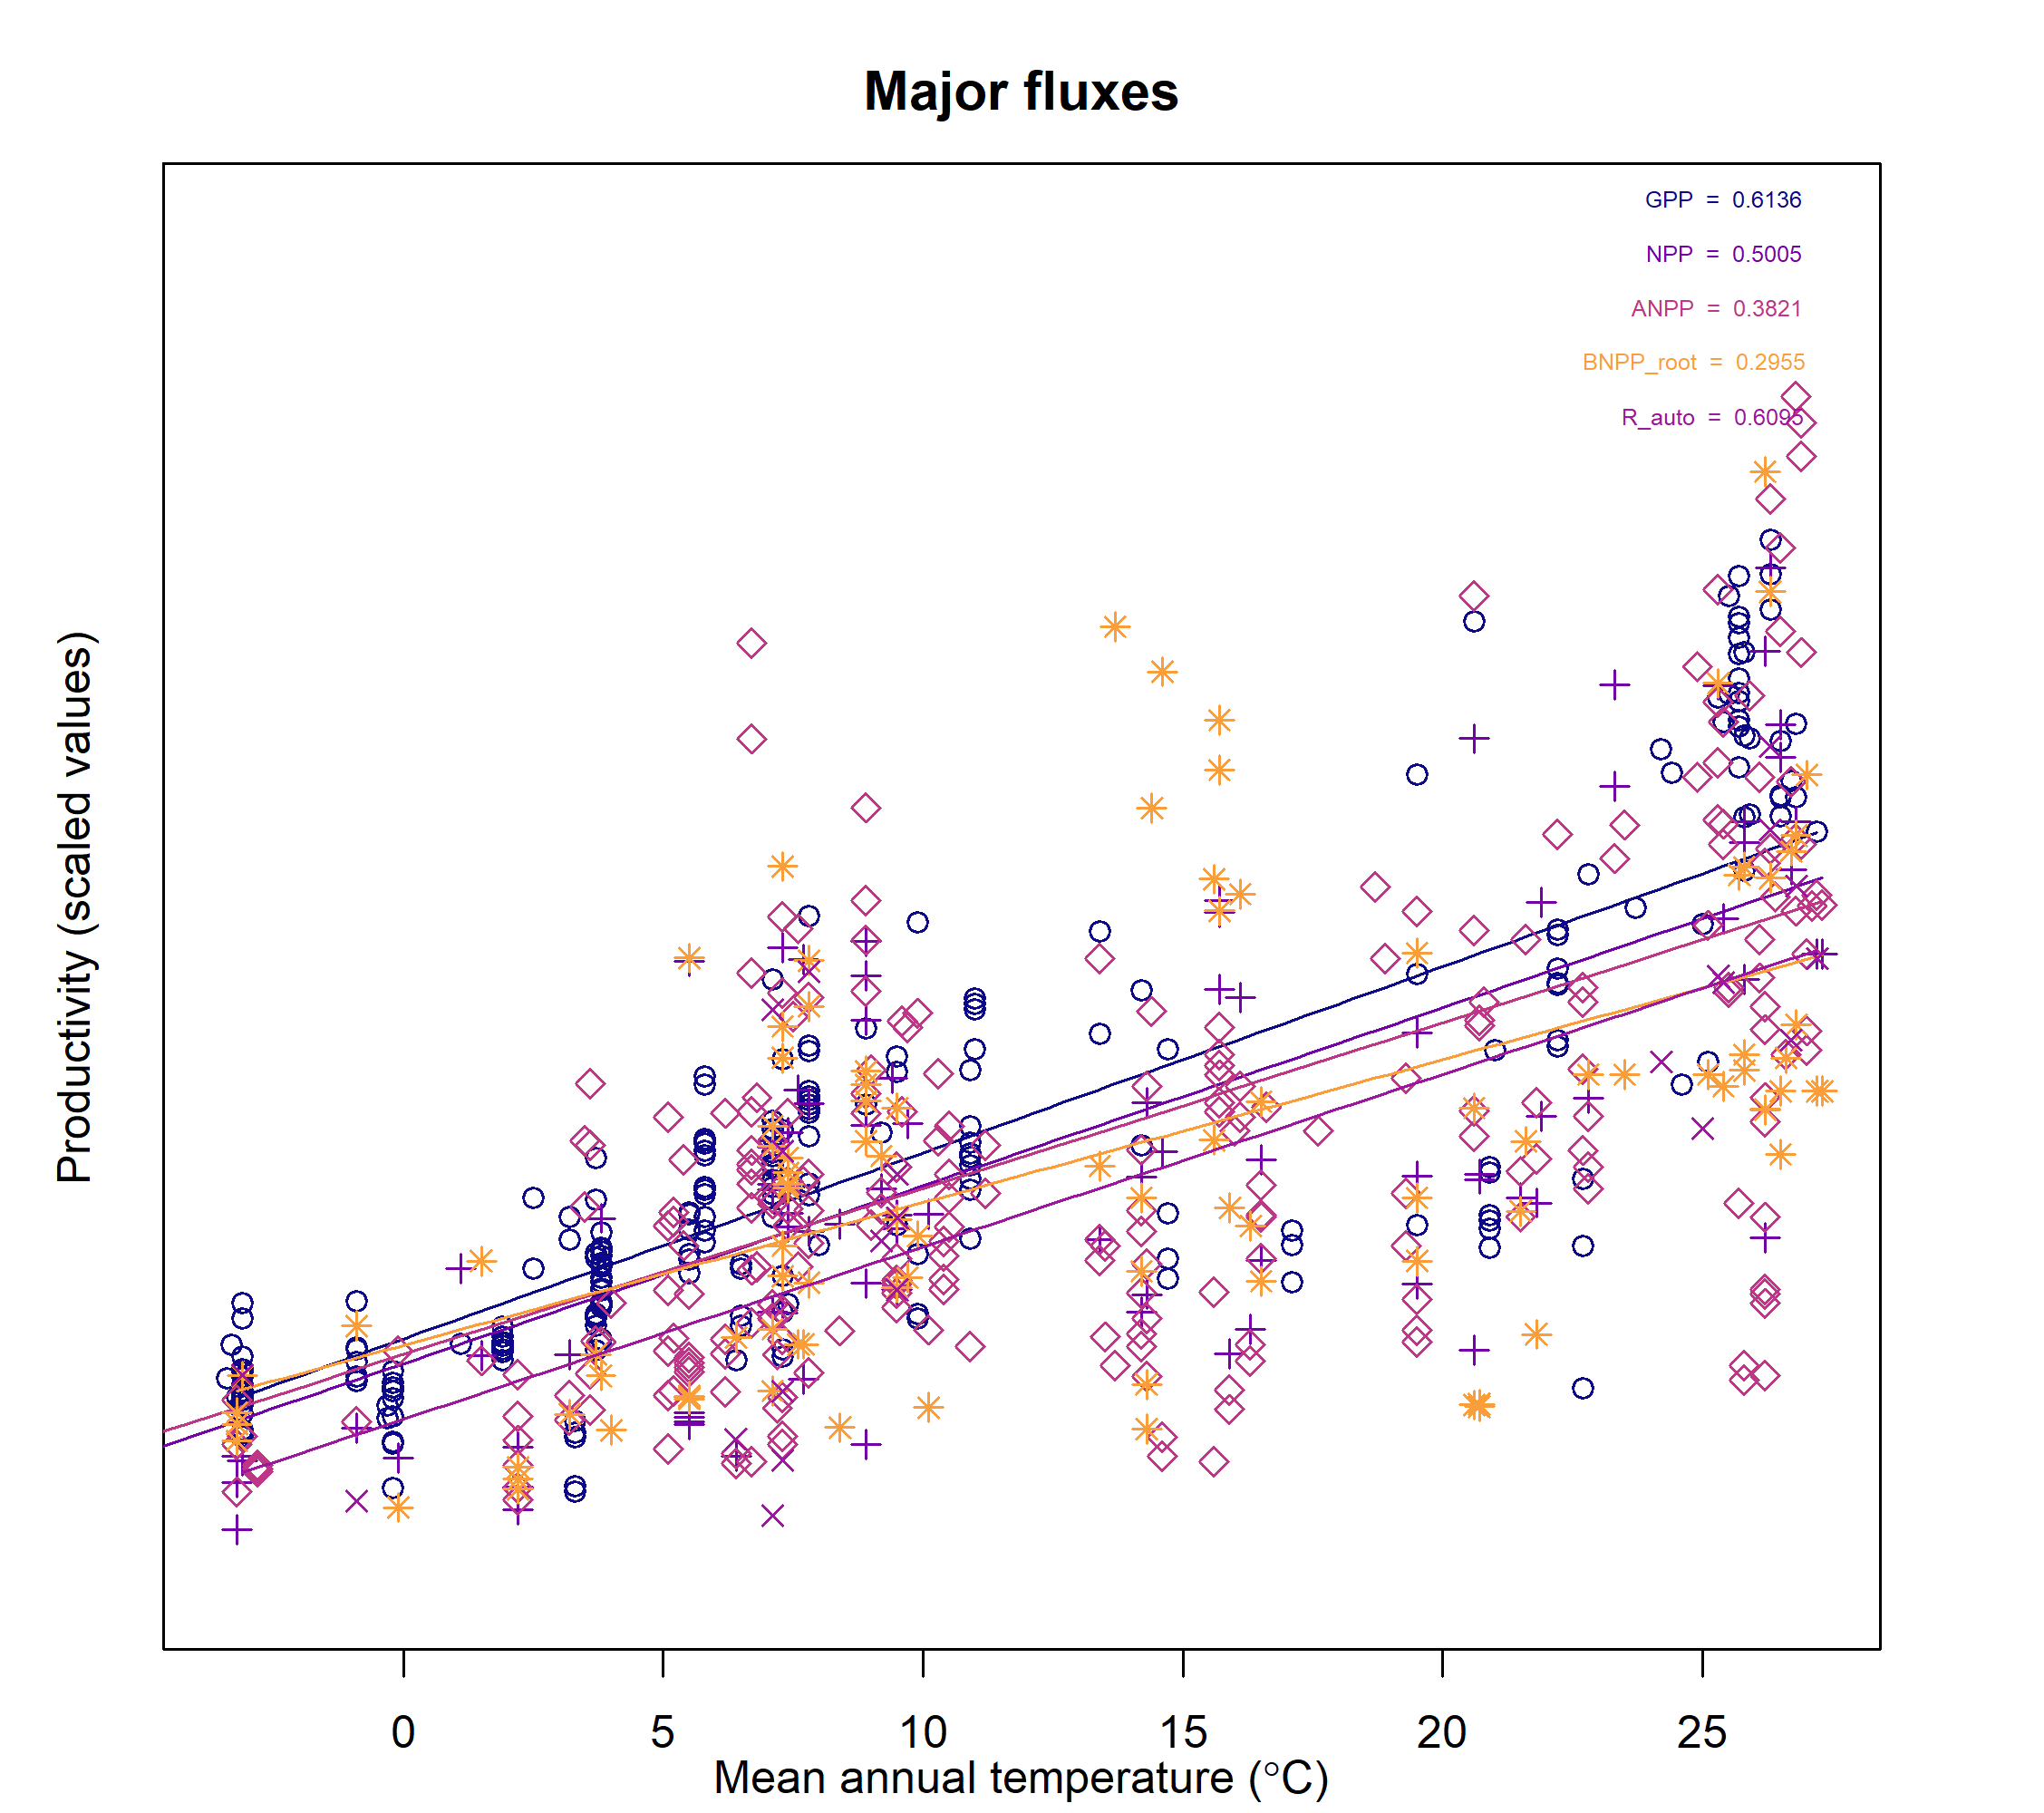 Major fluxes
GPP = 0.6136
NPP = 0.5005
ANPP = 0.3821
BNPP_root = 0.2955
R_auto = 0.6095
Productivity (scaled values)
0 5 10 15 20 25
Mean annual temperature (°C)